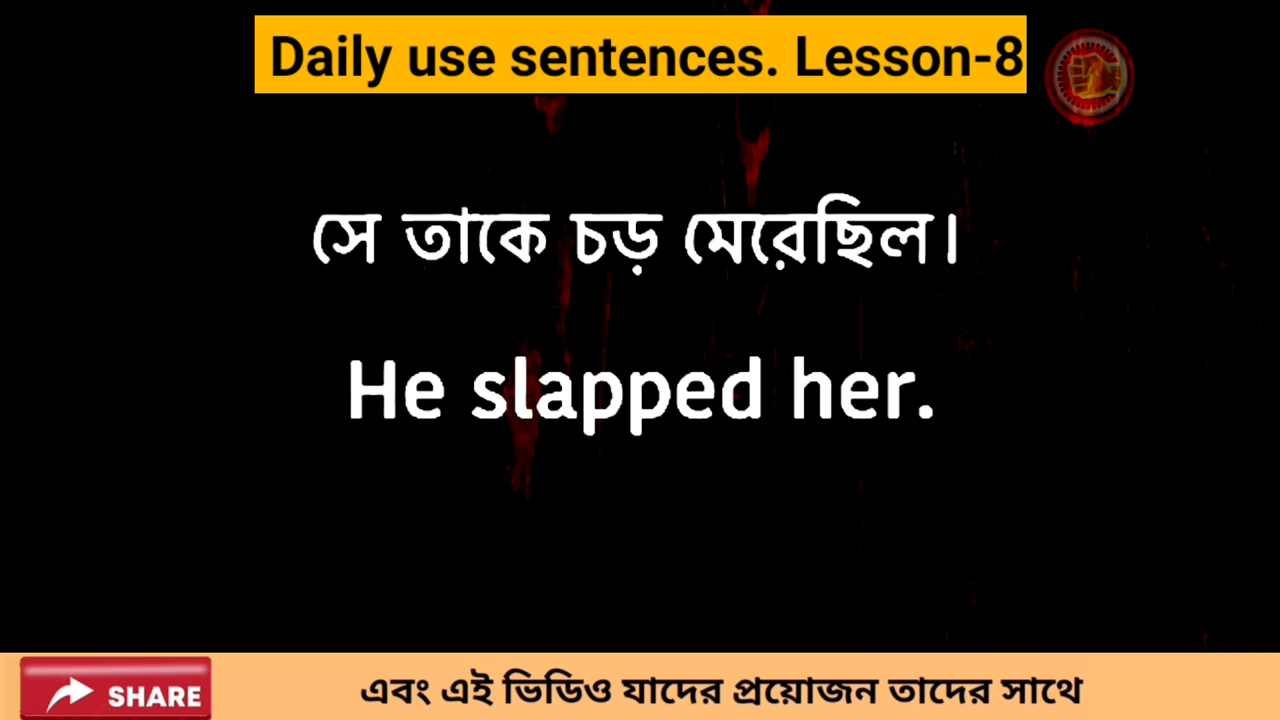 Daily use sentences. Lesson-8
সে তাকে চড় মেরেছিল।
He slapped her.
SHARE
এবং এই ভিডিও যাদের প্রয়োজন তাদের সাথে